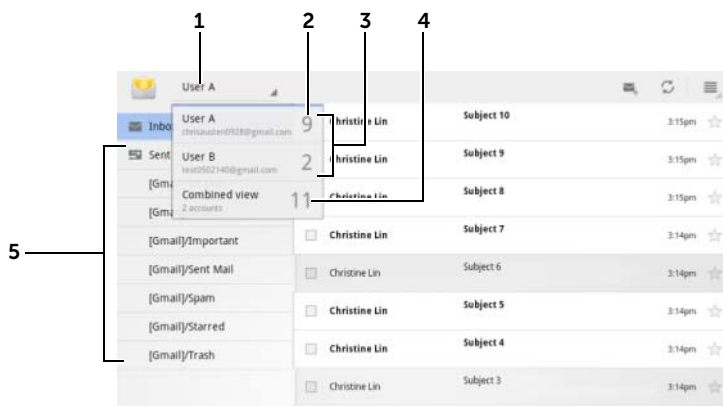 1 2 3 4
User A
Inbo
User A 9
chrisausten0928@gmail.com
hristine Lin Subject 10 3:15pm
Sent
User B 2
test0502140@gmail.com
hristine Lin Subject 9 3:15pm
[Gma
Combined view 11
2 accounts
Christine Lin Subject 8 3:15pm
[Gma
[Gmail]/Important
Christine Lin Subject 7 3:14pm
5
[Gmail]/Sent Mail
Christine Lin Subject 6 3:14pm
[Gmail]/Spam
Christine Lin Subject 5 3:14pm
[Gmail]/Starred
Christine Lin Subject 4 3:14pm
[Gmail]/Trash
Christine Lin Subject 3 3:14pm